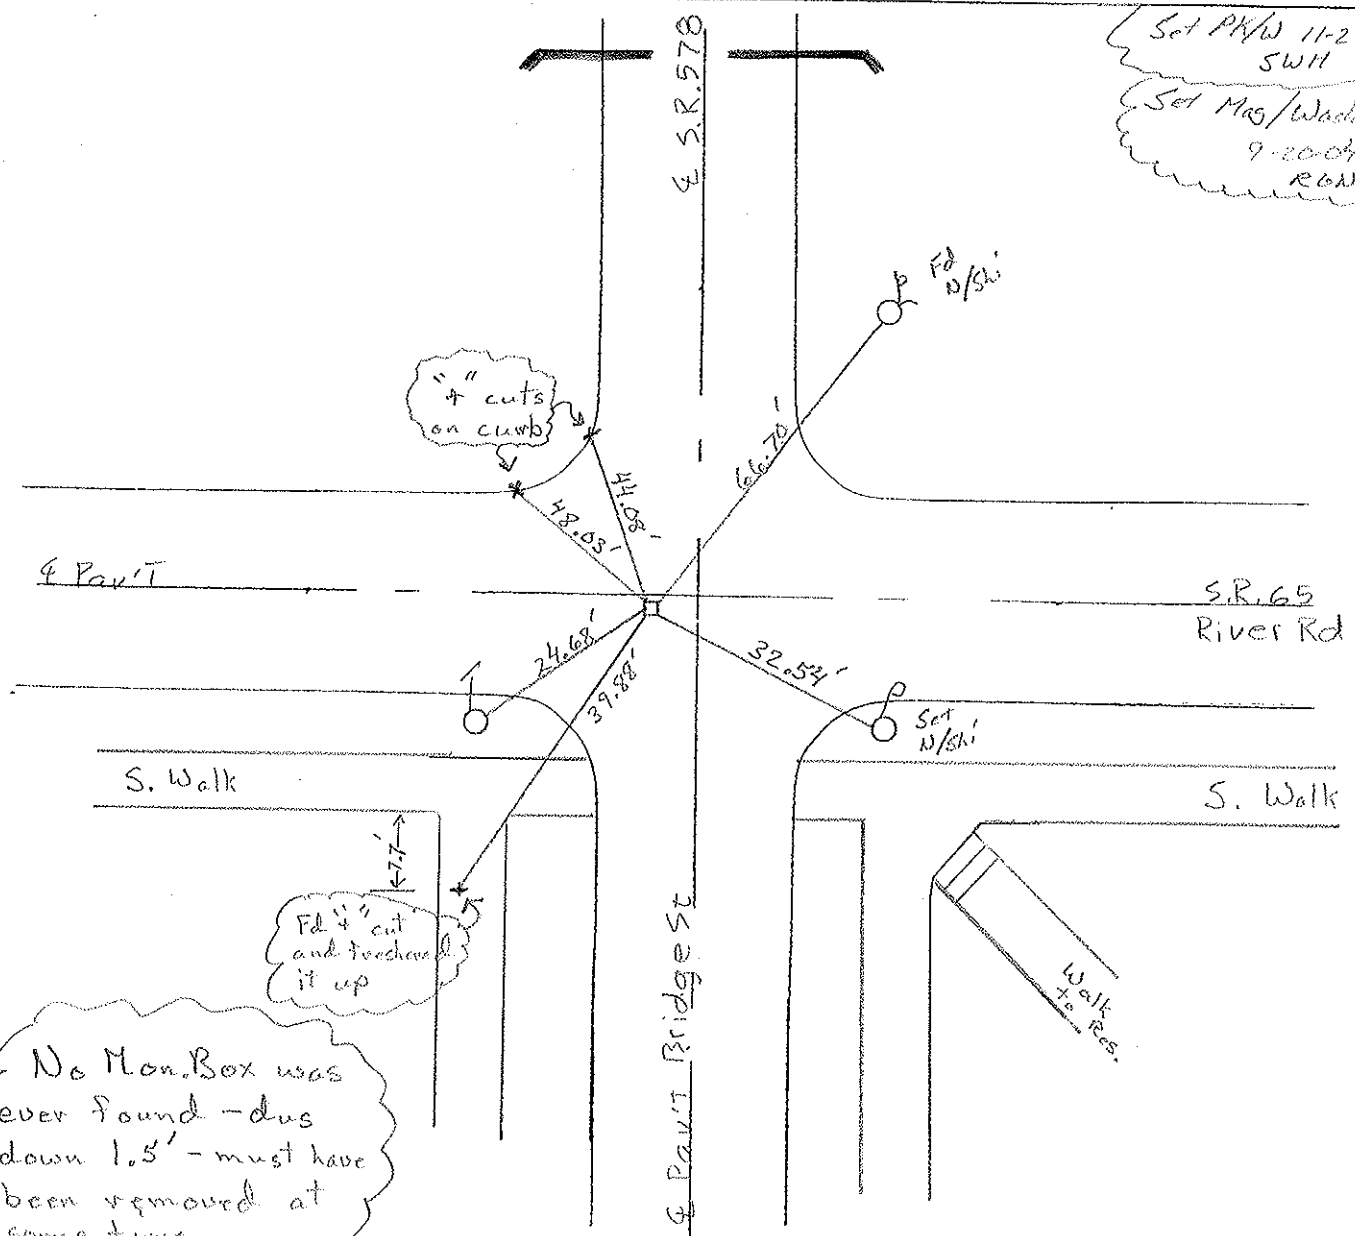 Set PK/W 11-2
SWH
Set Mag/Wash
9-20-04
RGN
℄ S.R. 578
Fd
N/Shi
"+" cuts
on curb
66.70'
44.08'
48.03'
℄ Pav'T
S.R. 65
River Rd
24.68'
39.88'
32.54'
Set
N/Shi
S. Walk
S. Walk
7.7'
Fd "+" cut
and freshened
it up
Walk
to Res.
℄ Pav'T Bridge St
No Mon. Box was
ever found - dug
down 1.5' - must have
been removed at
some time